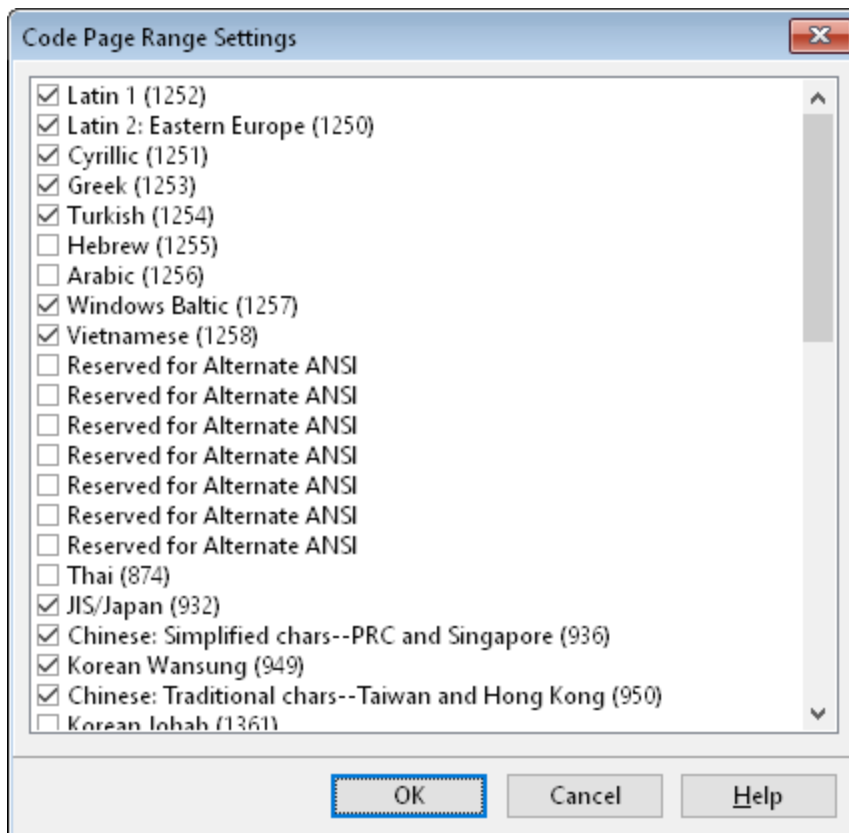 Code Page Range Settings
Latin 1 (1252)
Latin 2: Eastern Europe (1250)
Cyrillic (1251)
Greek (1253)
Turkish (1254)
Hebrew (1255)
Arabic (1256)
Windows Baltic (1257)
Vietnamese (1258)
Reserved for Alternate ANSI
Reserved for Alternate ANSI
Reserved for Alternate ANSI
Reserved for Alternate ANSI
Reserved for Alternate ANSI
Reserved for Alternate ANSI
Reserved for Alternate ANSI
Thai (874)
JIS/Japan (932)
Chinese: Simplified chars--PRC and Singapore (936)
Korean Wansung (949)
Chinese: Traditional chars--Taiwan and Hong Kong (950)
Korean Johab (1361)
OK Cancel Help